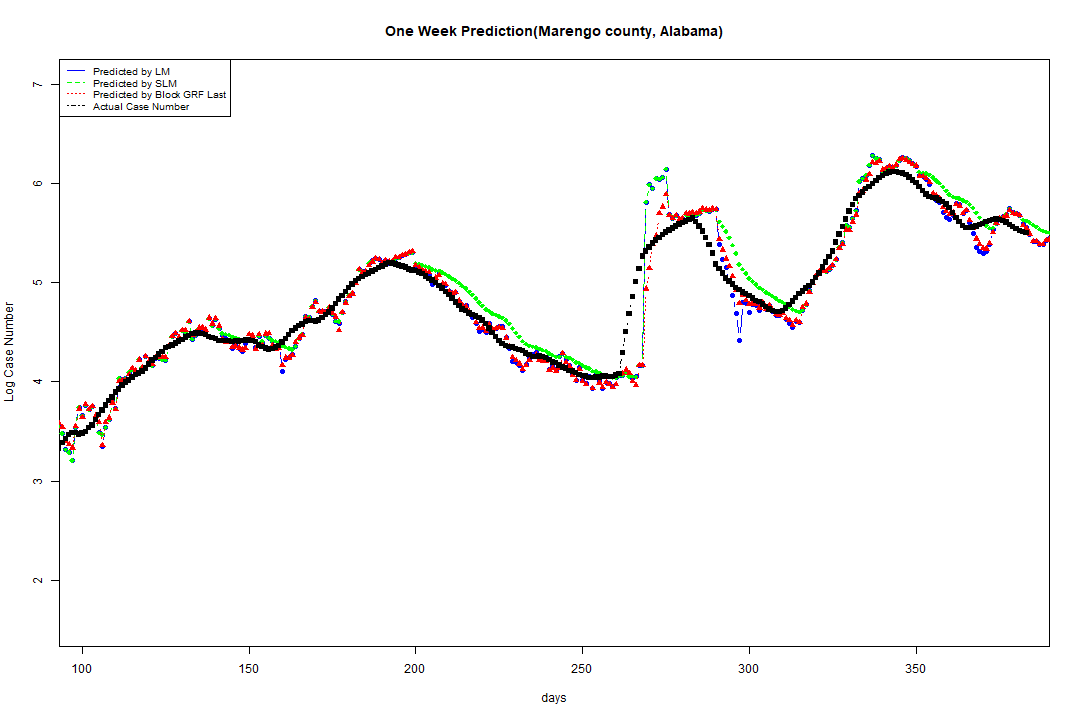 One Week Prediction(Marengo county, Alabama)
Predicted by LM
Predicted by SLM
Predicted by Block GRF Last
Actual Case Number
7
6
5
4
3
2
Log Case Number
100 150 200 250 300 350
days